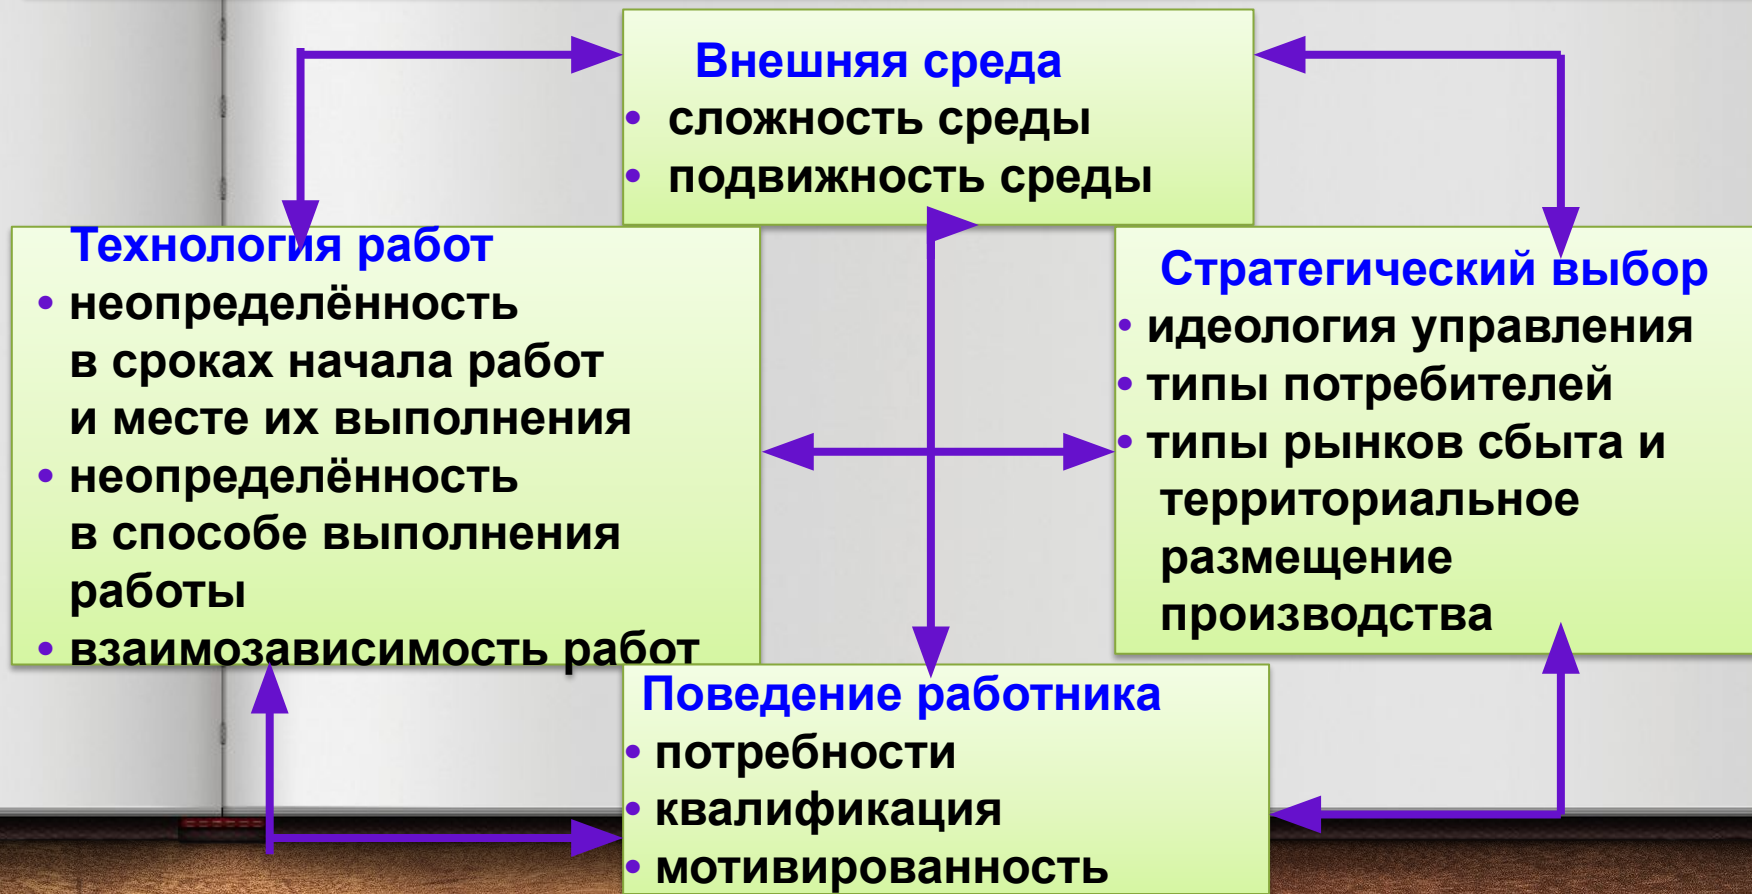 Внешняя среда
• сложность среды
• подвижность среды
Технология работ
• неопределённость
в сроках начала работ
и месте их выполнения
• неопределённость
в способе выполнения
работы
• взаимозависимость работ
Стратегический выбор
• идеология управления
• типы потребителей
• типы рынков сбыта и
территориальное
размещение
производства
Поведение работника
• потребности
• квалификация
• мотивированность